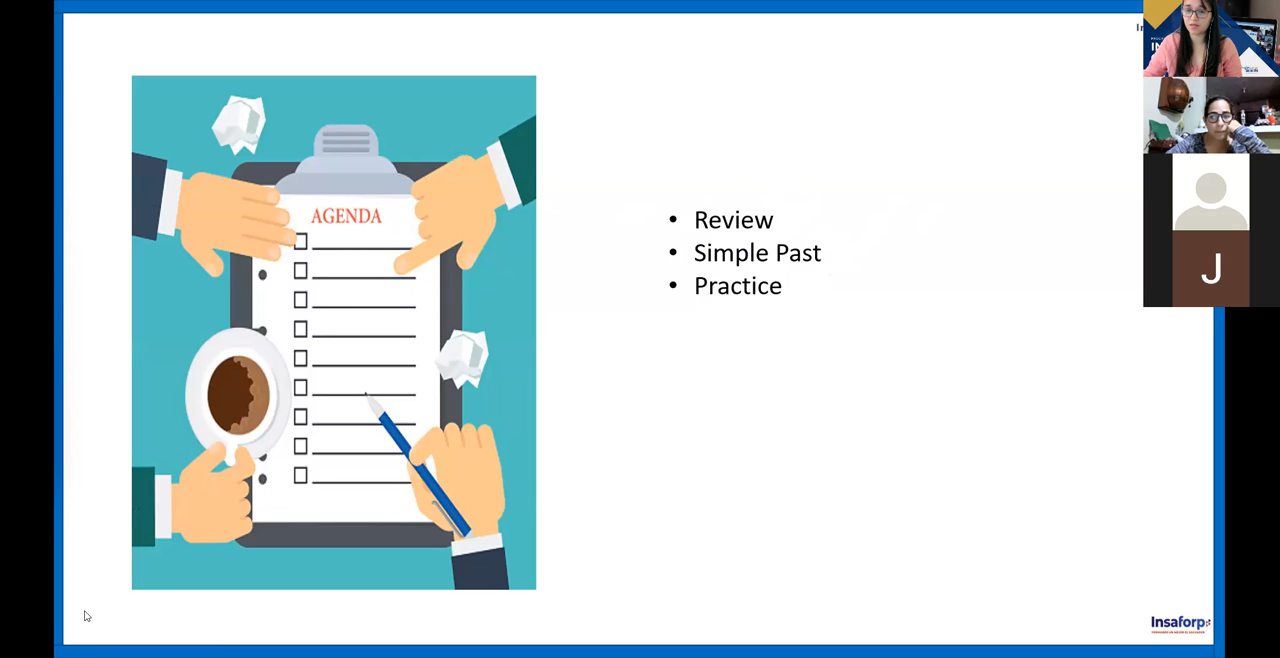 AGENDA
• Review
• Simple Past
• Practice
J
Insaforp